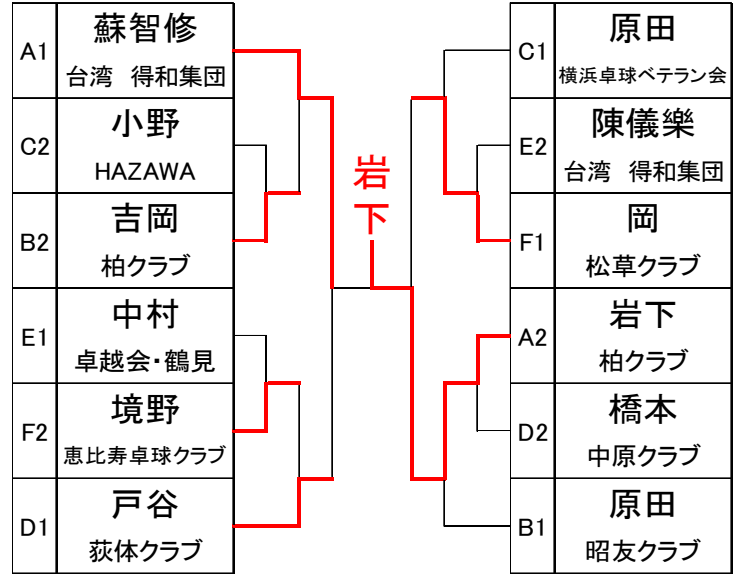 A1
蘇智修
台湾 得和集団
C2
小野
HAZAWA
B2
吉岡
柏クラブ
E1
中村
卓越会・鶴見
F2
境野
恵比寿卓球クラブ
D1
戸谷
荻体クラブ
岩下
C1
原田
横浜卓球ベテラン会
E2
陳儀樂
台湾 得和集団
F1
岡
松草クラブ
A2
岩下
柏クラブ
D2
橋本
中原クラブ
B1
原田
昭友クラブ